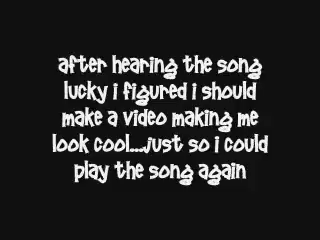 after hearing the song
lucky i figured i should
make a video making me
look cool....just so i could
play the song again